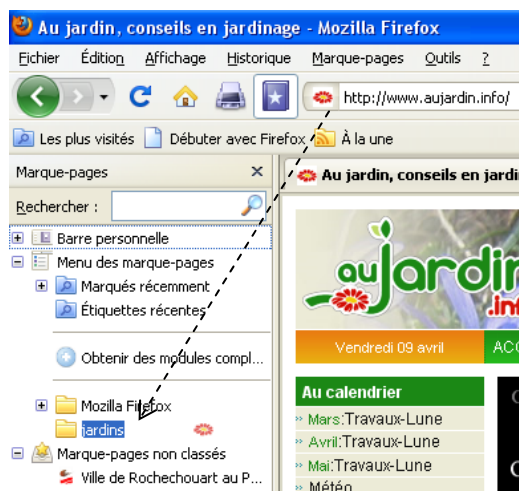 Au jardin, conseils en jardinage - Mozilla Firefox
Fichier Édition Affichage Historique Marque-pages Outils ?
http://www.aujardin.info/
Les plus visités Débuter avec Firefox À la une
Marque-pages
Au jardin, conseils en jardi
Rechercher :
Barre personnelle
Menu des marque-pages
Marqués récemment
Étiquettes récentes
aujardin
.in
Vendredi 09 avril
Obtenir des modules compl...
Au calendrier
Mozilla Firefox
Mars:Travaux-Lune
jardins
Avril:Travaux-Lune
Marque-pages non classés
Mai:Travaux-Lune
Ville de Rochechouart au P...
Météo